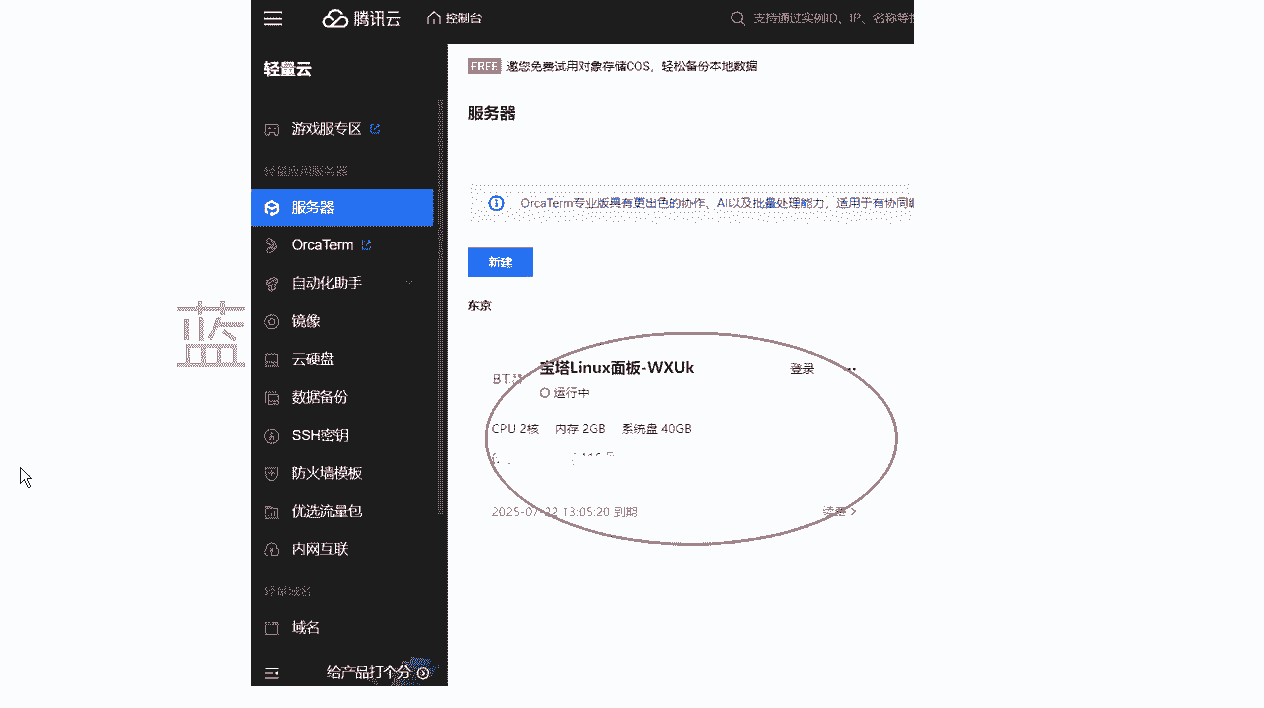 腾讯云 控制台 支持通过实例ID、IP、名称等
轻量云
FREE 邀您免费试用对象存储COS，轻松备份本地数据
服务器
游戏服专区
轻量应用服务器
服务器
OrcaTerm专业版具有更出色的协作、AI以及批量处理能力，适用于有协同
OrcaTerm
新建
自动化助手
东京
镜像
蓝
云硬盘
宝塔Linux面板-WXUk 登录
运行中
数据备份
CPU 2核 内存 2GB 系统盘 40GB
SSH密钥
防火墙模板
优选流量包
2025-07-22 13:05:20 到期 续费
内网互联
轻量域名
域名
给产品打个分